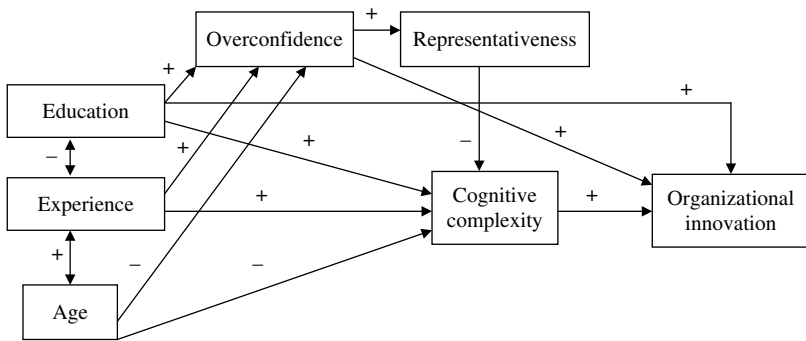 +
Overconfidence
Representativeness
+
Education
+
+
–
+
+
–
Experience
+
Cognitive
complexity
+
Organizational
innovation
+
–
–
Age